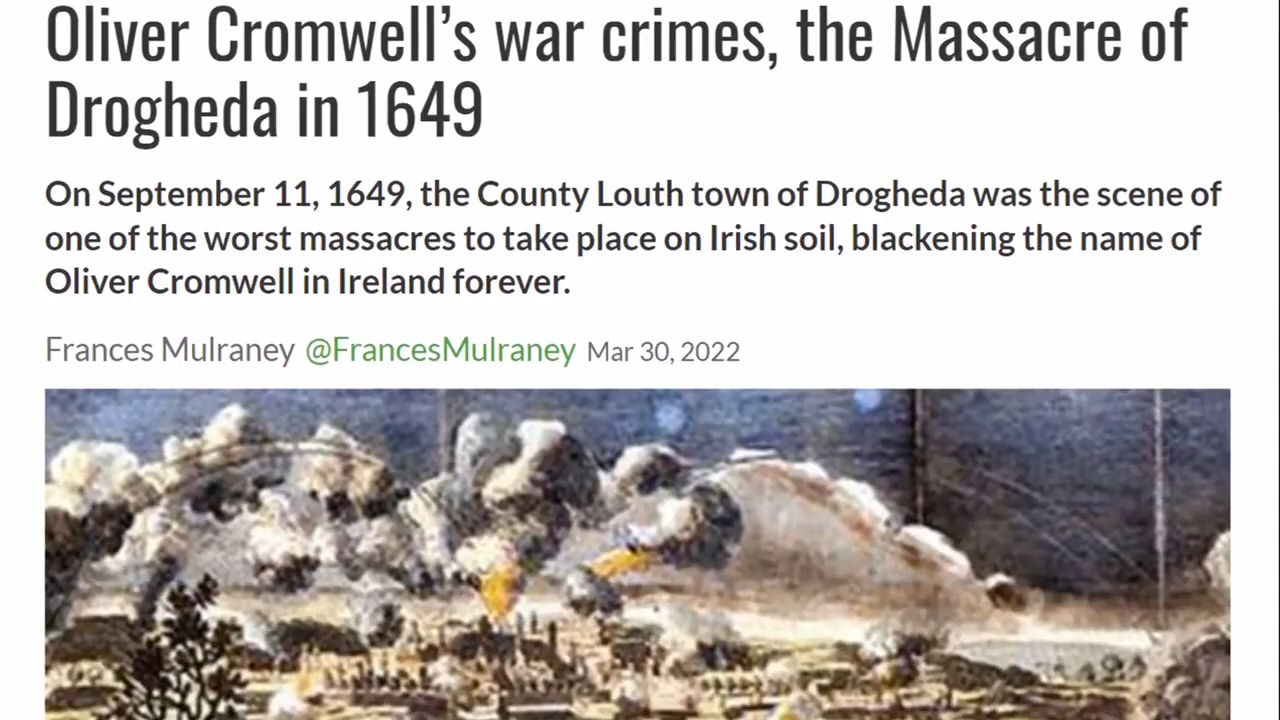 Oliver Cromwell’s war crimes, the Massacre of
Drogheda in 1649
On September 11, 1649, the County Louth town of Drogheda was the scene of
one of the worst massacres to take place on Irish soil, blackening the name of
Oliver Cromwell in Ireland forever.
Frances Mulraney @FrancesMulraney Mar 30, 2022